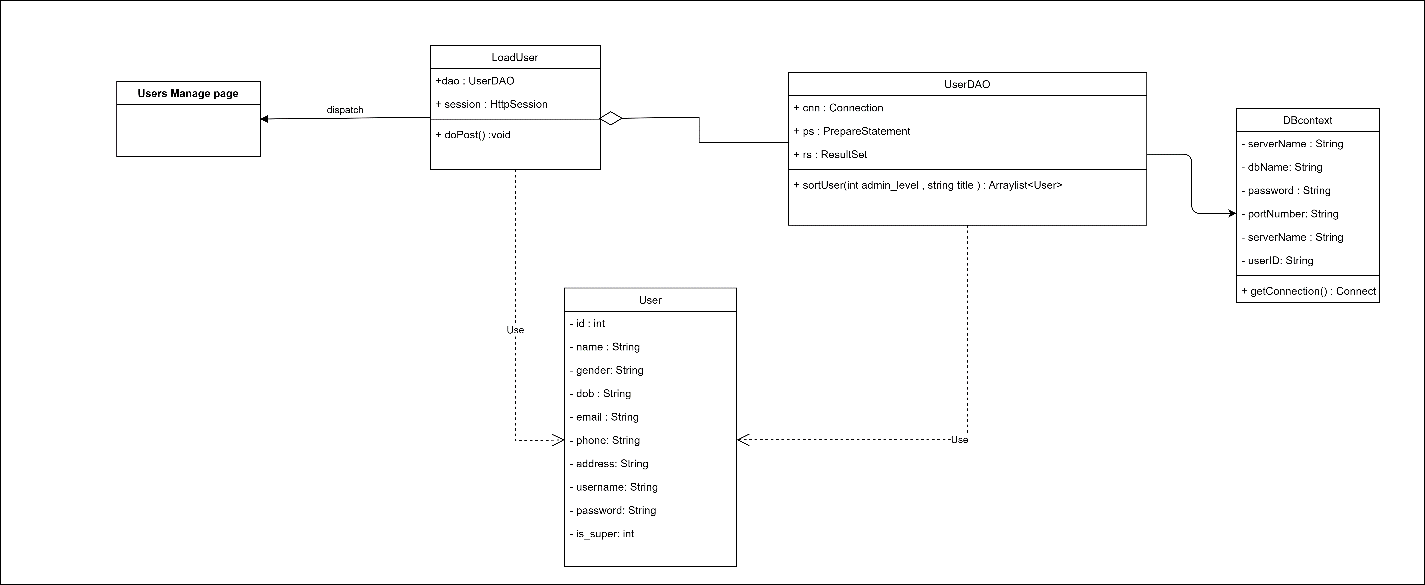 LoadUser
+dao : UserDAO
+ session : HttpSession
+ doPost() :void
Users Manage page
dispatch
UserDAO
+ cnn : Connection
+ ps : PrepareStatement
+ rs : ResultSet
+ sortUser(int admin_level , string title ) : Arraylist<User>
DBcontext
- serverName : String
- dbName: String
- password : String
- portNumber: String
- serverName : String
- userID: String
+ getConnection() : Connect
User
- id : int
- name : String
- gender: String
- dob : String
- email : String
- phone: String
- address: String
- username: String
- password: String
- is_super: int
Use
Use